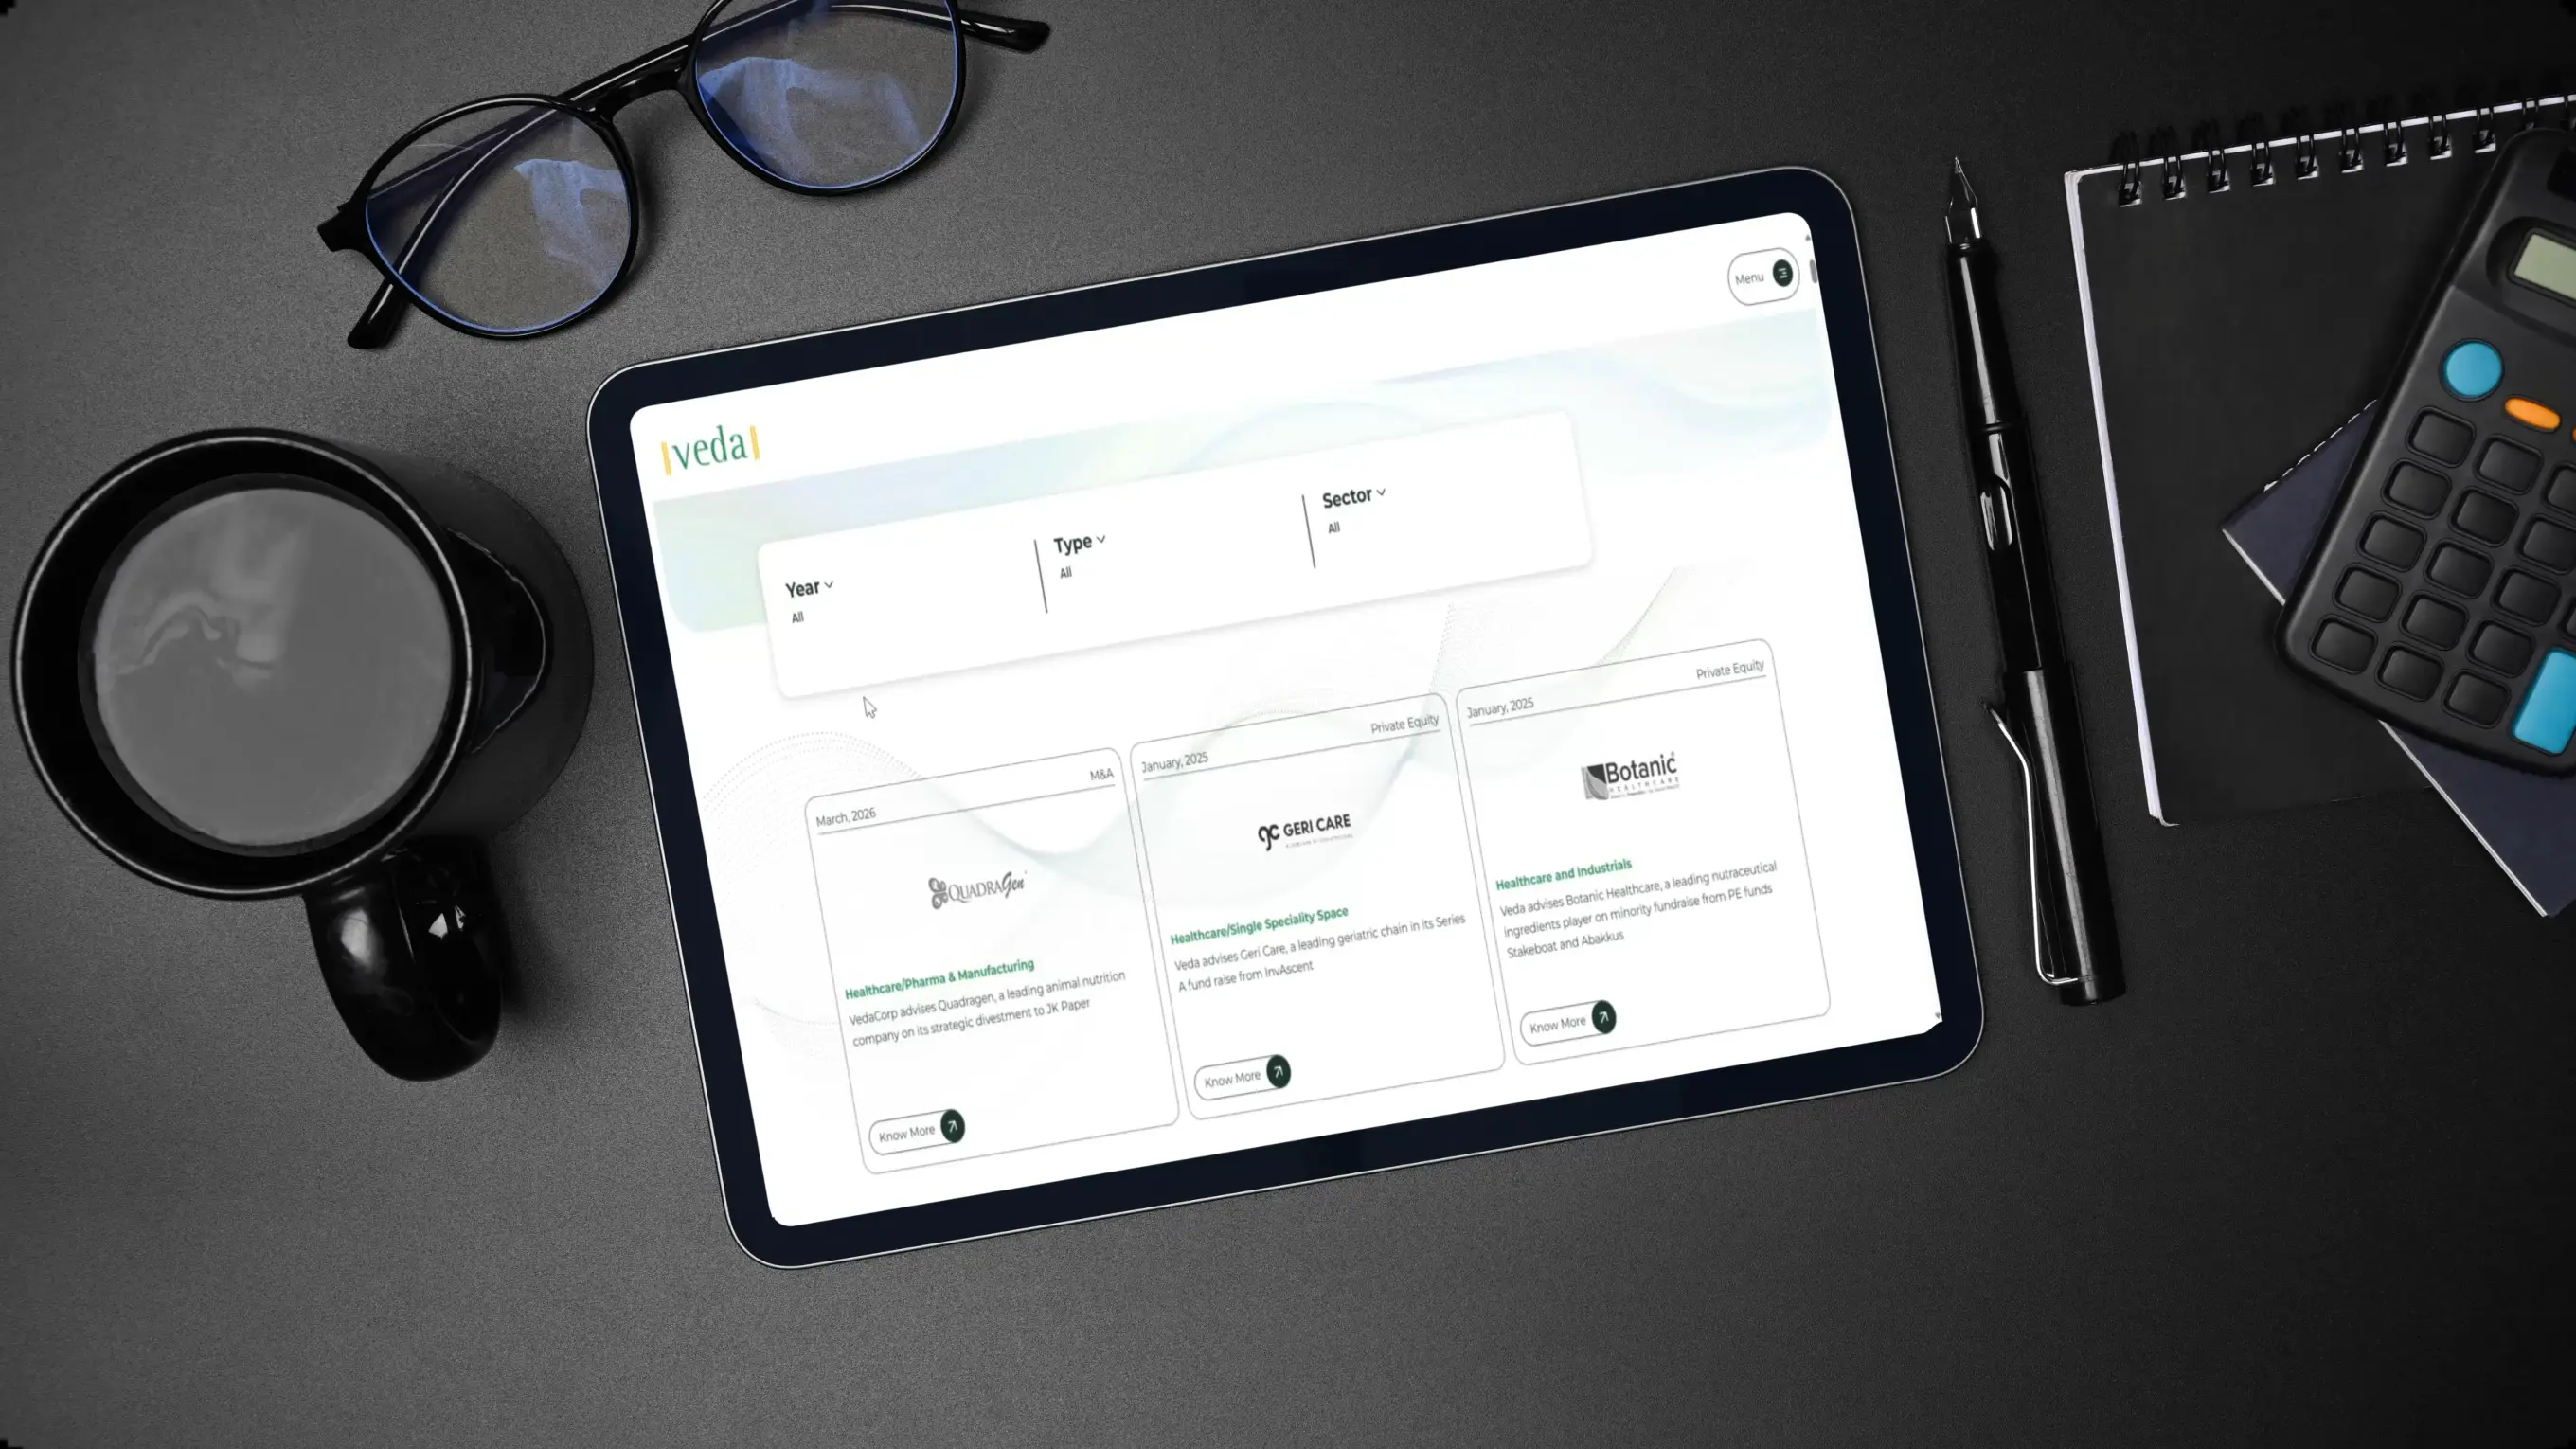 Menu
veda
Year
All
Type
All
Sector
All
March, 2026
M&A
QUADRAGen
Healthcare/Pharma & Manufacturing
VedaCorp advises Quadragen, a leading animal nutrition
company on its strategic divestment to JK Paper
Know More
January, 2025
Private Equity
gc GERI CARE
Healthcare/Single Speciality Space
Veda advises Geri Care, a leading geriatric chain in its Series
A fund raise from InvAscent
Know More
January, 2025
Private Equity
Botanic
HEALTHCARE
Healthcare and Industrials
Veda advises Botanic Healthcare, a leading nutraceutical
ingredients player on minority fundraise from PE funds
Stakeboat and Abakkus
Know More